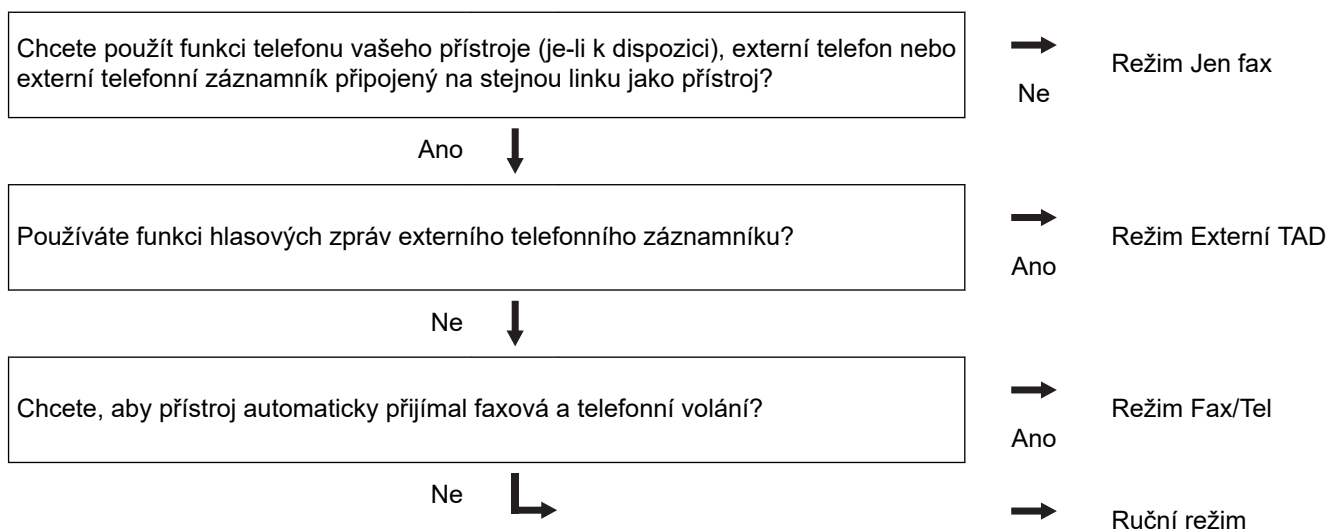 Chcete použít funkci telefonu vašeho přístroje (je-li k dispozici), externí telefon nebo
externí telefonní záznamník připojený na stejnou linku jako přístroj?
Ne
Režim Jen fax
Ano
Používáte funkci hlasových zpráv externího telefonního záznamníku?
Ano
Režim Externí TAD
Ne
Chcete, aby přístroj automaticky přijímal faxová a telefonní volání?
Ano
Režim Fax/Tel
Ne
Ruční režim